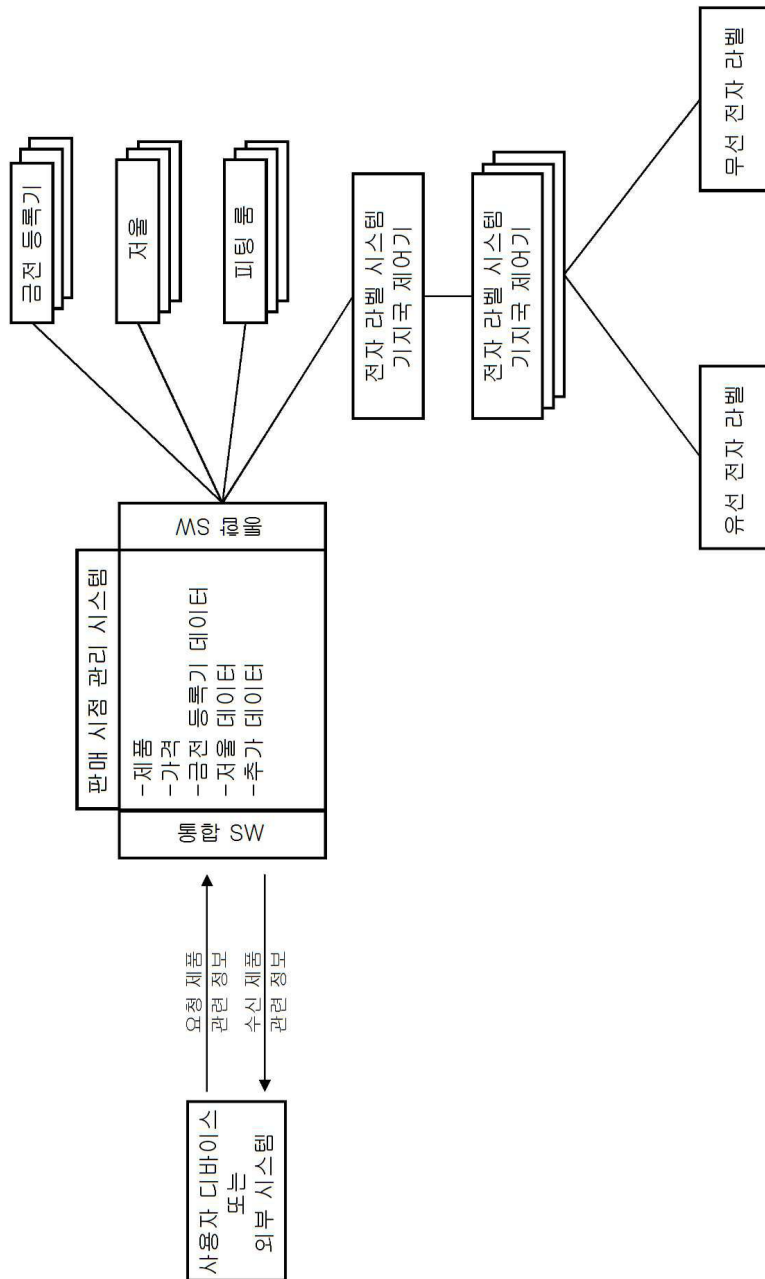 사용자 디바이스
또는
외부 시스템
요청 제품
관련 정보
수신 제품
관련 정보
판매 시점 관리 시스템
통합 SW
-제품
-가격
-금전 등록기 데이터
-저울 데이터
-추가 데이터
통합 SW
금전 등록기
저울
피팅 룸
전자 라벨 시스템
기지국 제어기
전자 라벨 시스템
기지국 제어기
유선 전자 라벨
무선 전자 라벨